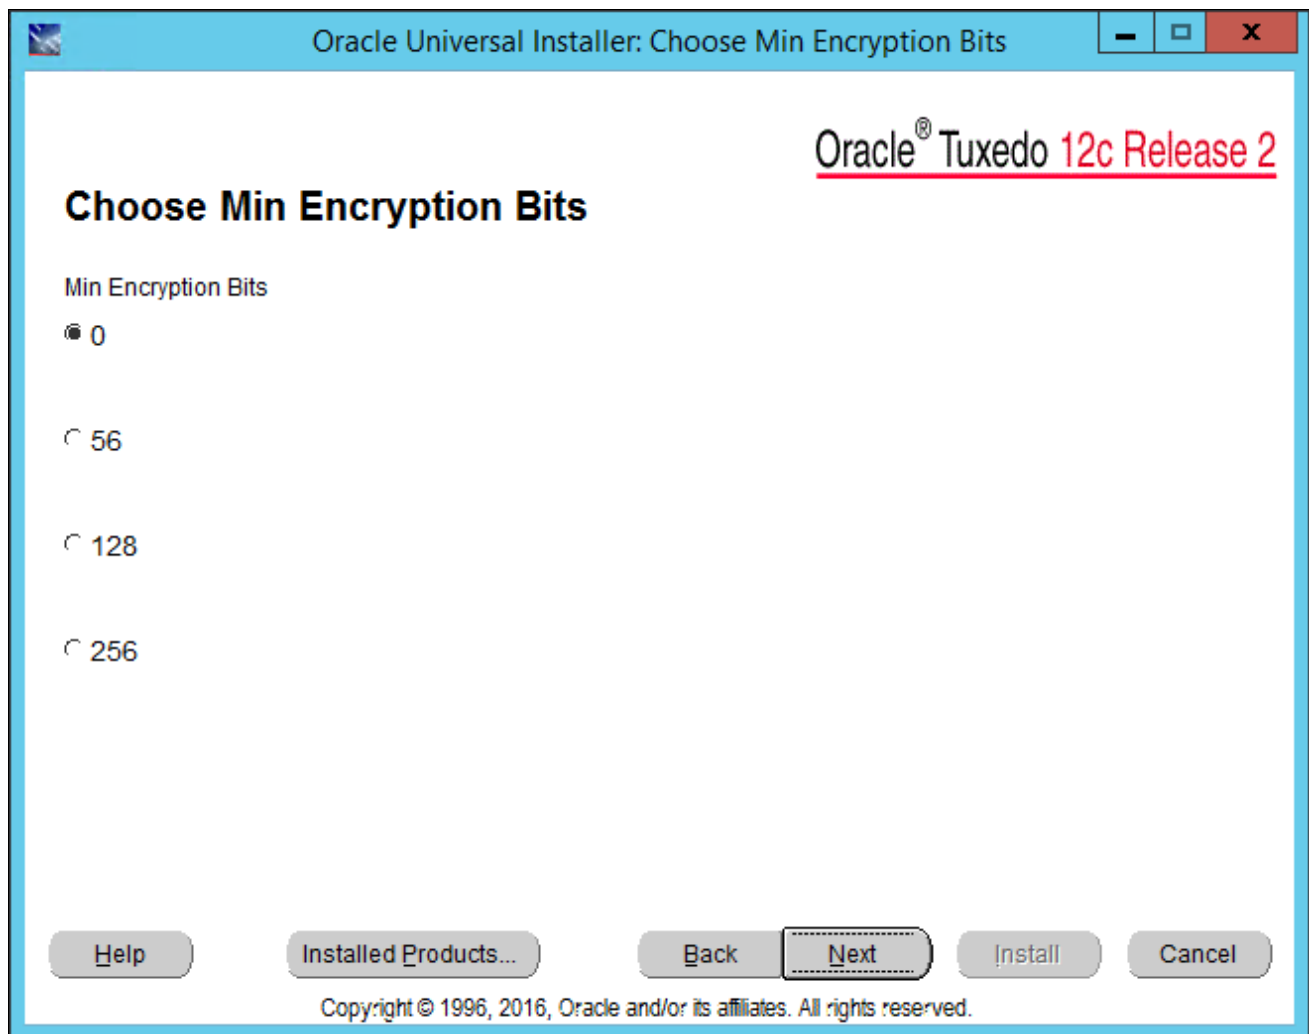 Oracle Universal Installer: Choose Min Encryption Bits
Oracle® Tuxedo 12c Release 2
Choose Min Encryption Bits
Min Encryption Bits
0
56
128
256
Help Installed Products... Back Next Install Cancel
Copyright © 1996, 2016, Oracle and/or its affiliates. All rights reserved.